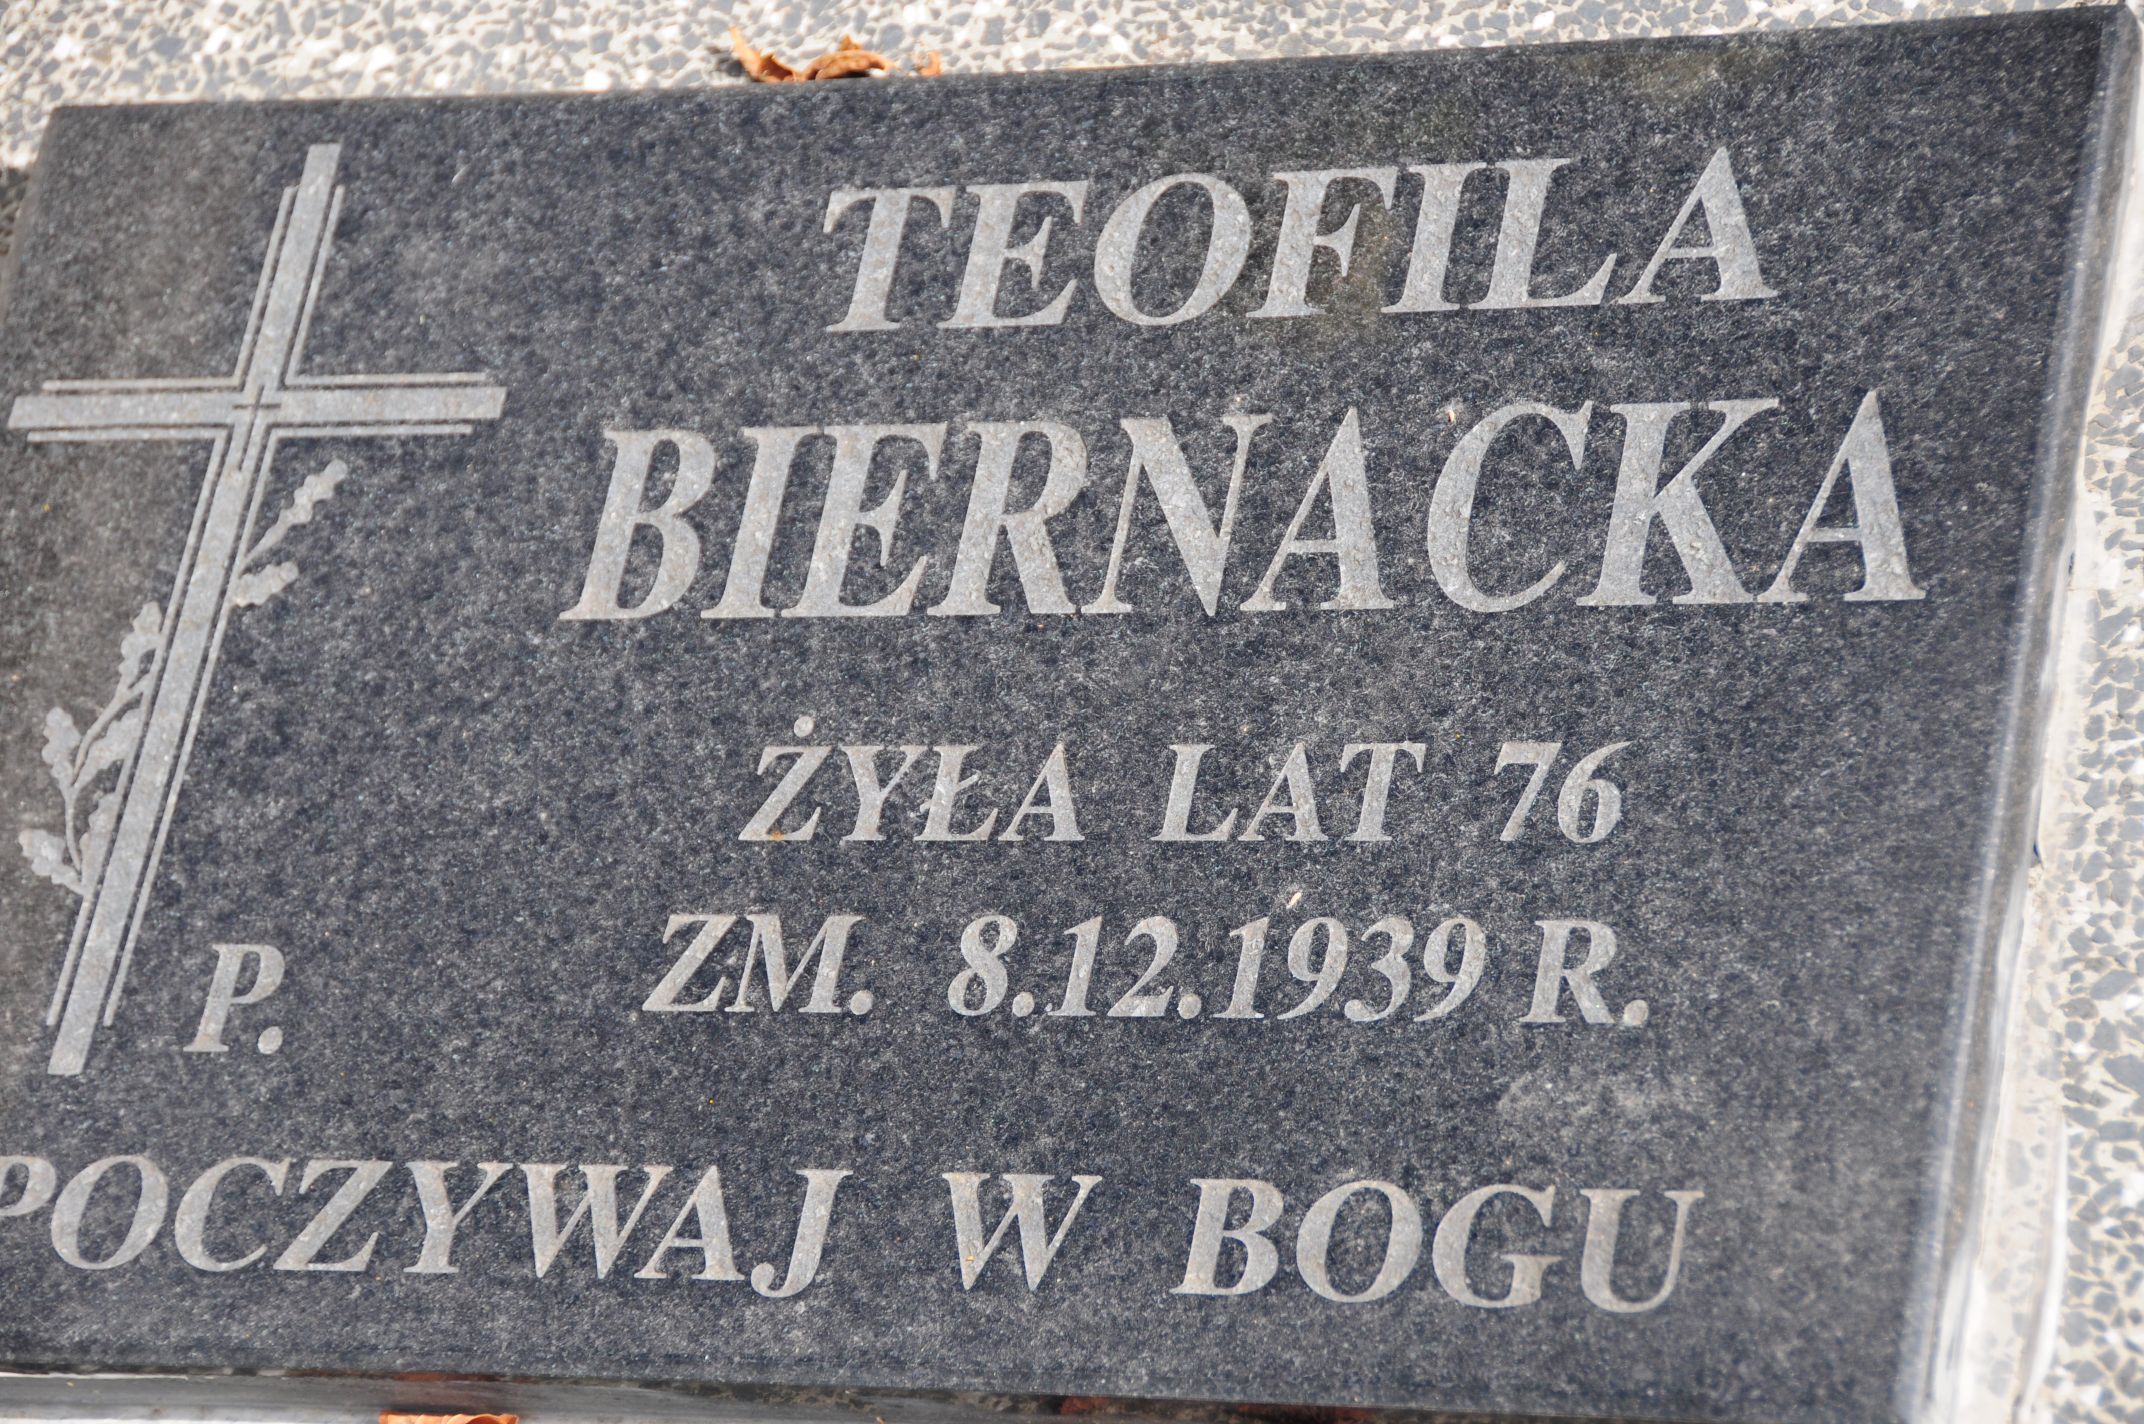 TEOFILA
BIERNACKA
ŻYŁA LAT 76
ZM. 8.12.1939 R.
P.
POCZYWAJ W BOGU